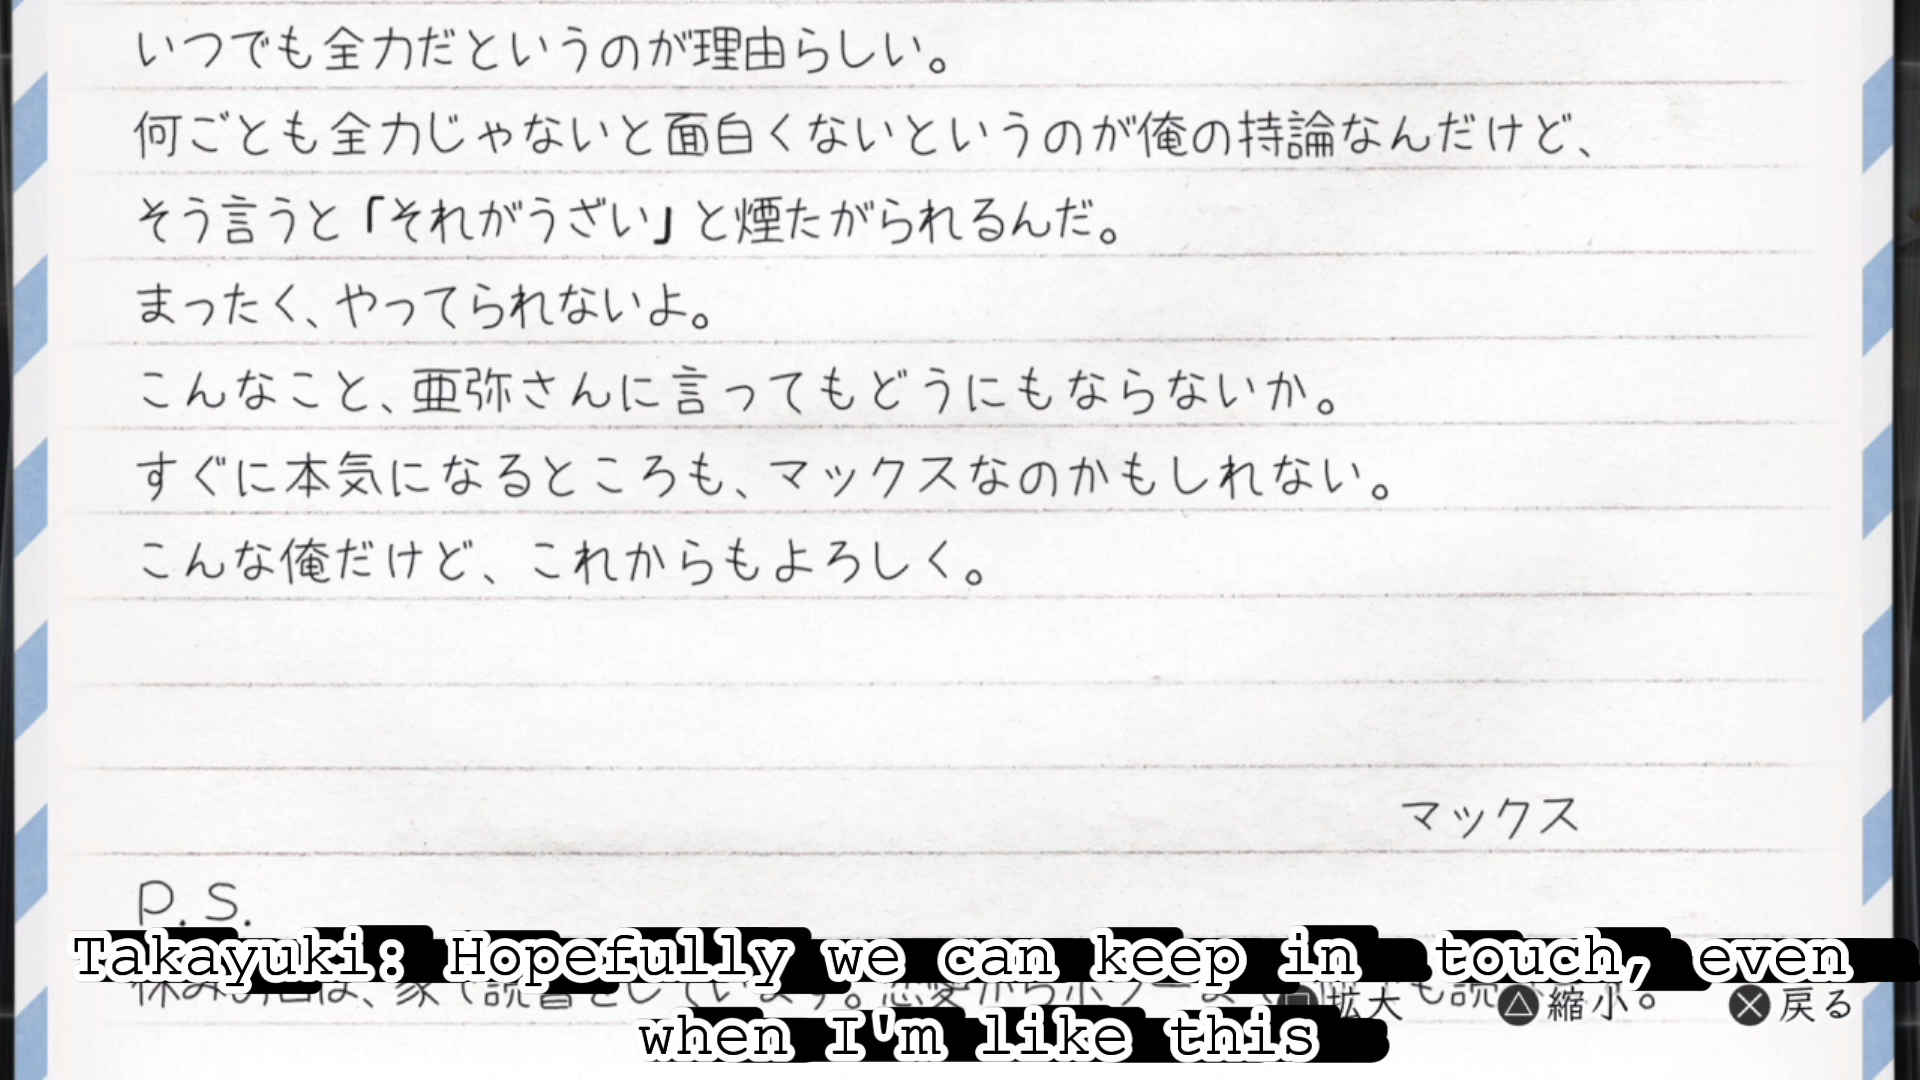 いつでも全力だというのが理由らしい。
何ごとも全力じゃないと面白くないというのが俺の持論なんだけど、
そう言うと「それがうざい」と煙たがられるんだ。
まったく、やってられないよ。
こんなこと、亜弥さんに言ってもどうにもならないか。
すぐに本気になるところも、マックスなのかもしれない。
こんな俺だけど、これからもよろしく。
マックス
P.S.
Takayuki: Hopefully we can keep in touch, even
拡大 縮小 戻る
when I'm like this